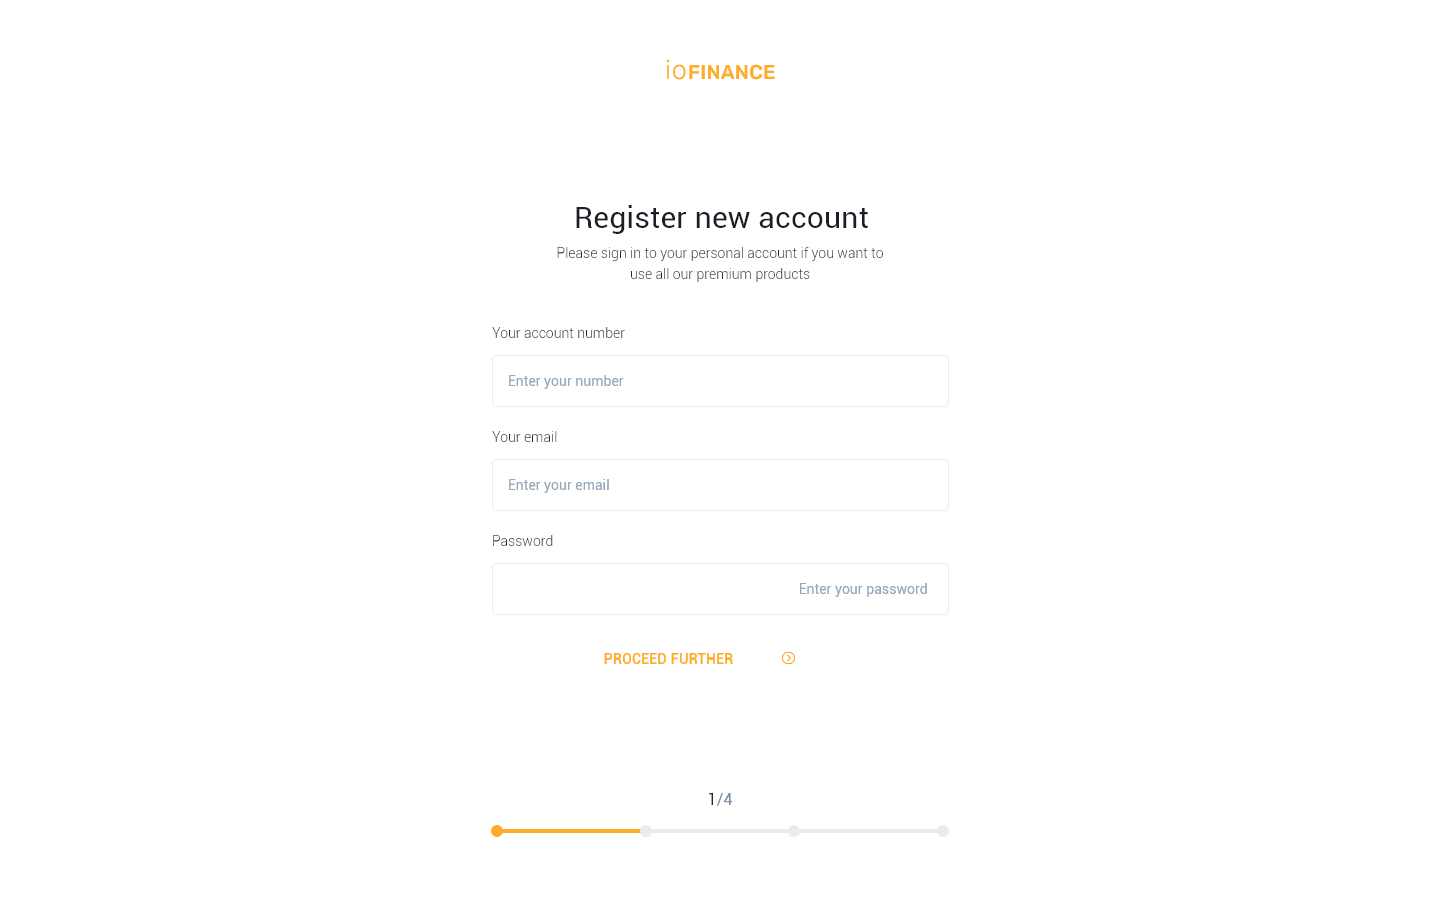 ioFINANCE
Register new account
Please sign in to your personal account if you want to
use all our premium products
Your account number
Enter your number
Your email
Enter your email
Password
Enter your password
PROCEED FURTHER
1/4